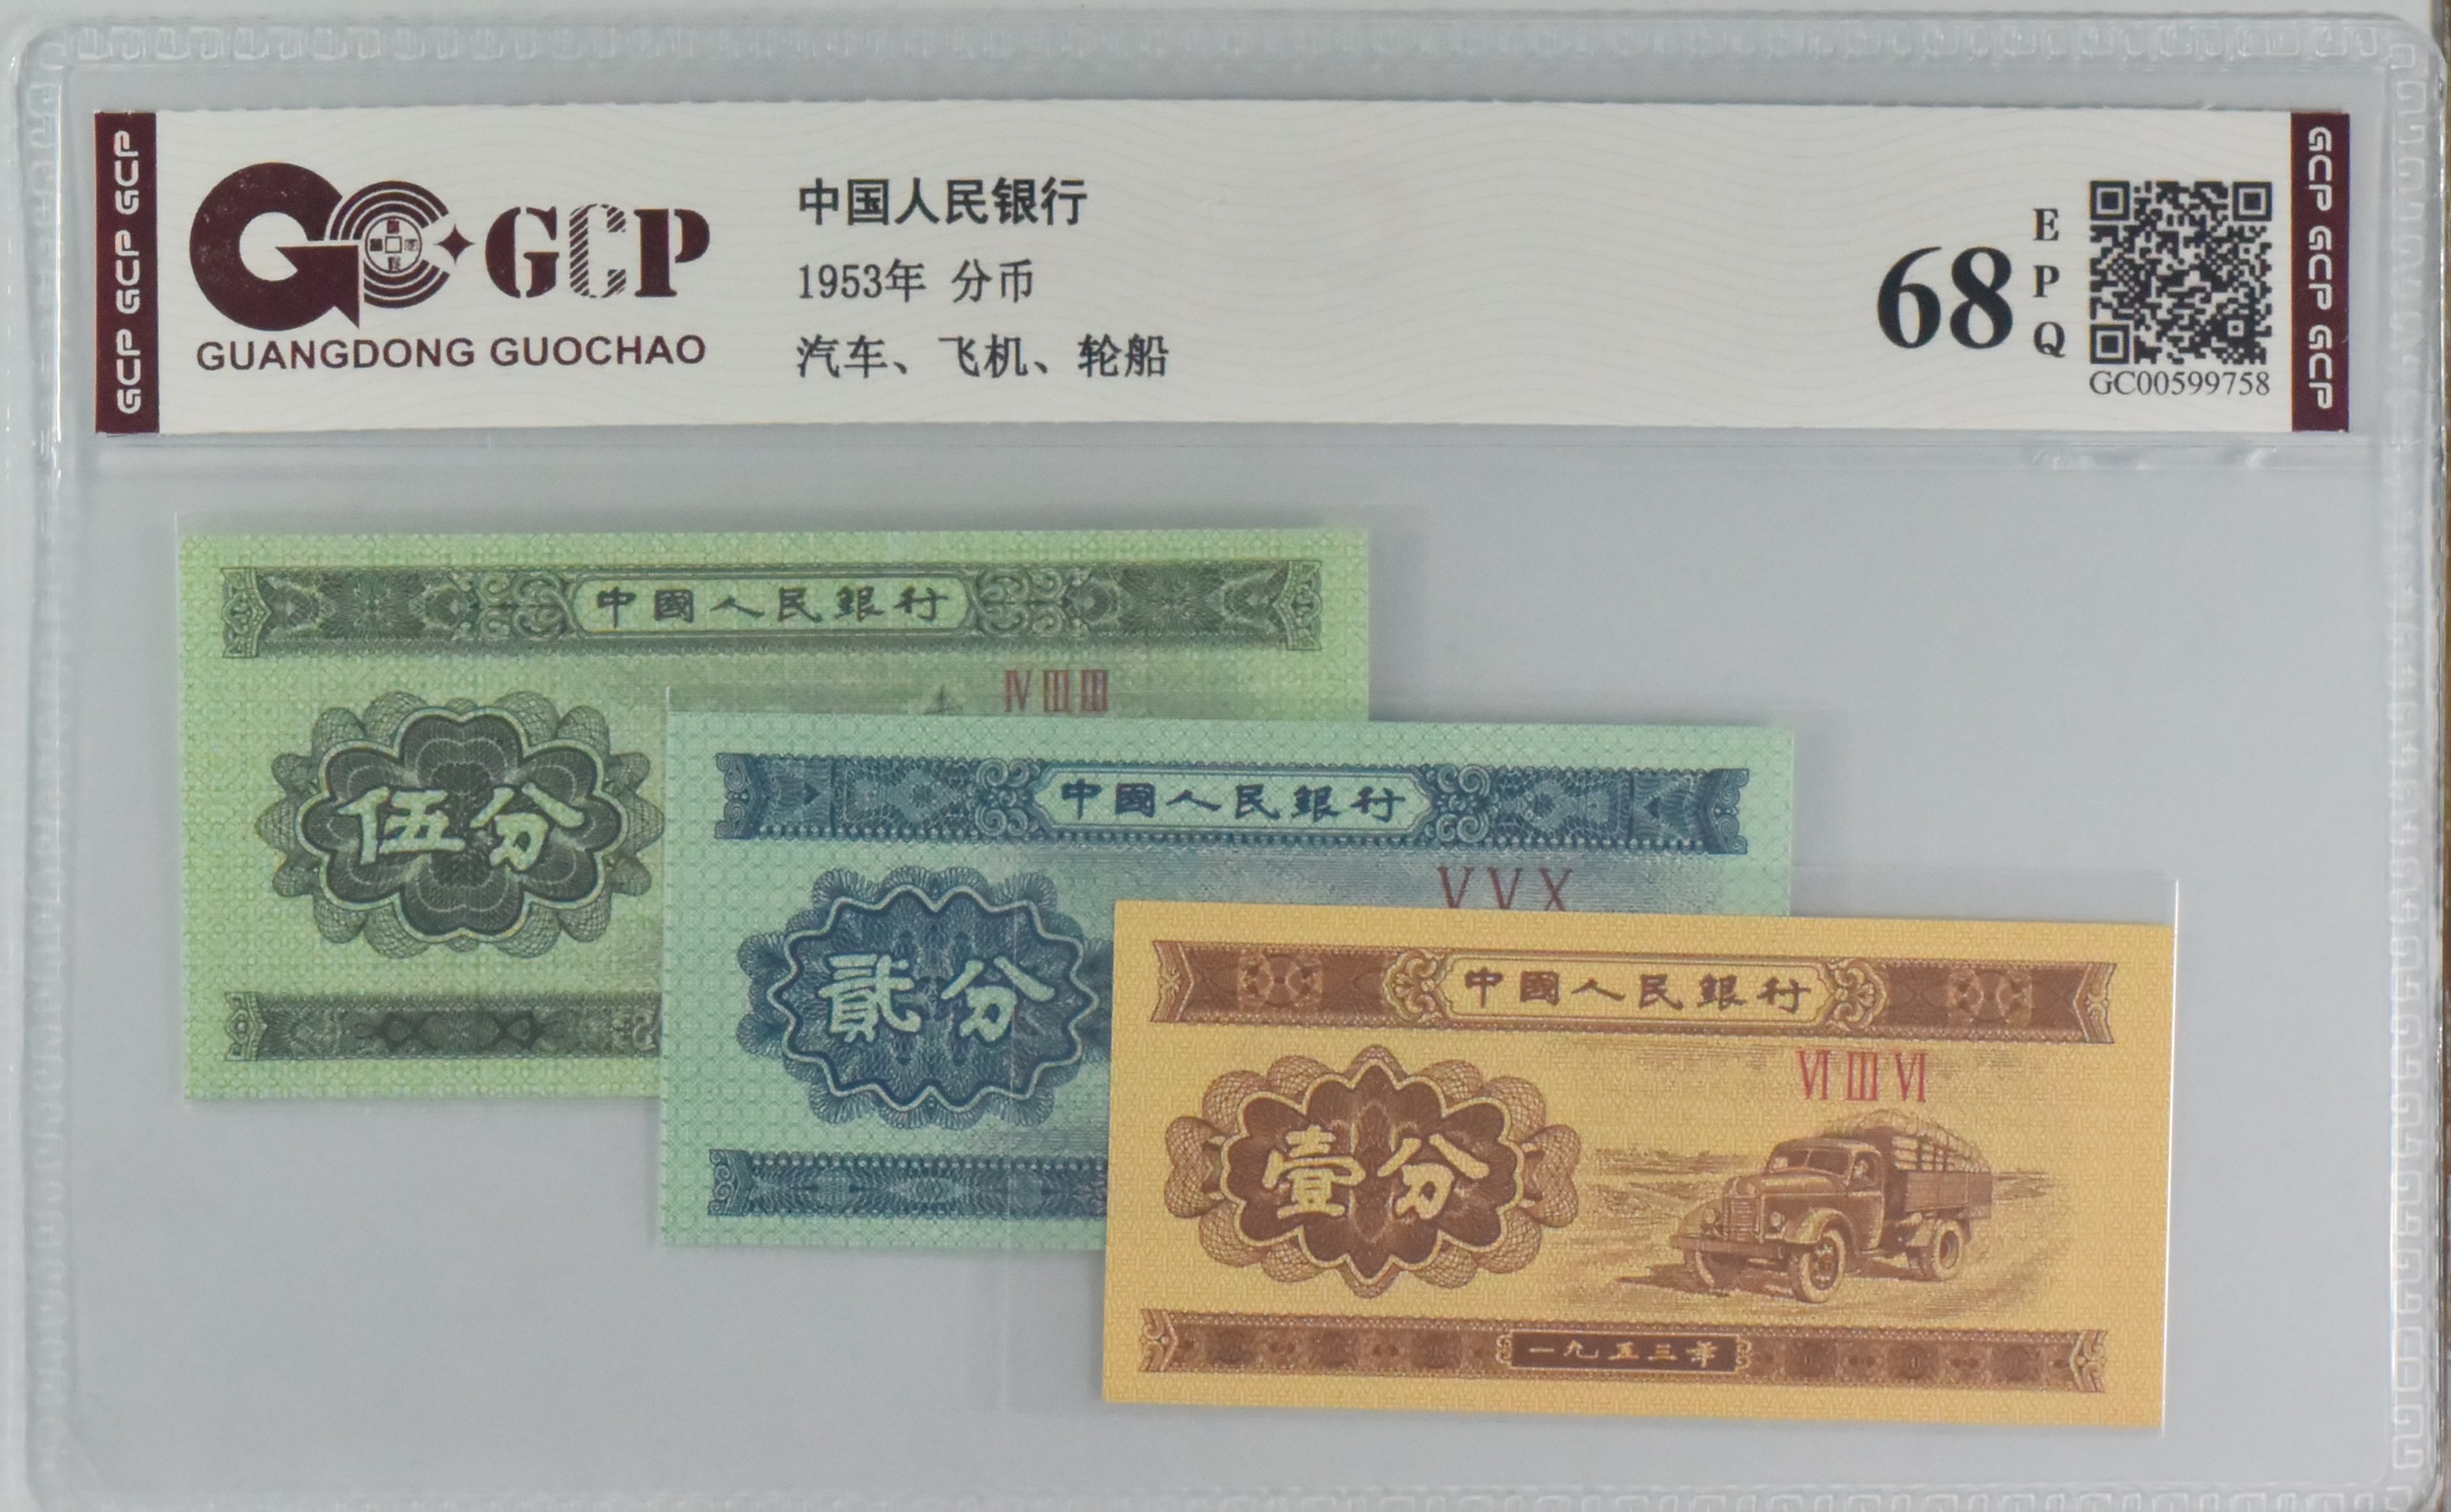 GCP GCP GCP
GCP
GUANGDONG GUOCHAO
中国人民银行
1953年 分币
汽车、飞机、轮船
68
E
P
Q
GC00599758
GCP GCP GCP
中國人民銀行
IV III III
伍分
中國人民銀行
V V X
貳分
中國人民銀行
VI III VI
壹分
一九五三年